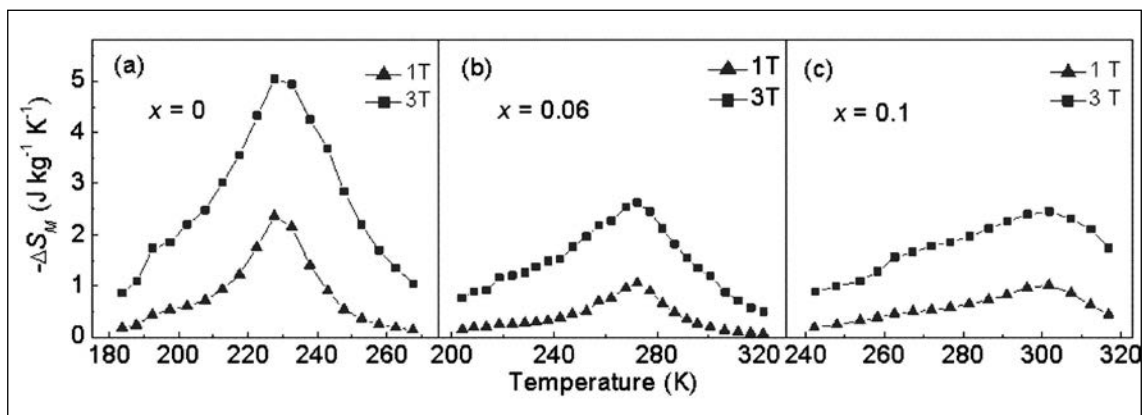 (a)
1T
3T
x = 0
(b)
1T
3T
x = 0.06
(c)
1 T
3 T
x = 0.1
-ΔS_M (J kg⁻¹ K⁻¹)
5
4
3
2
1
0
180 200 220 240 260
200 240 280 320
240 260 280 300 320
Temperature (K)